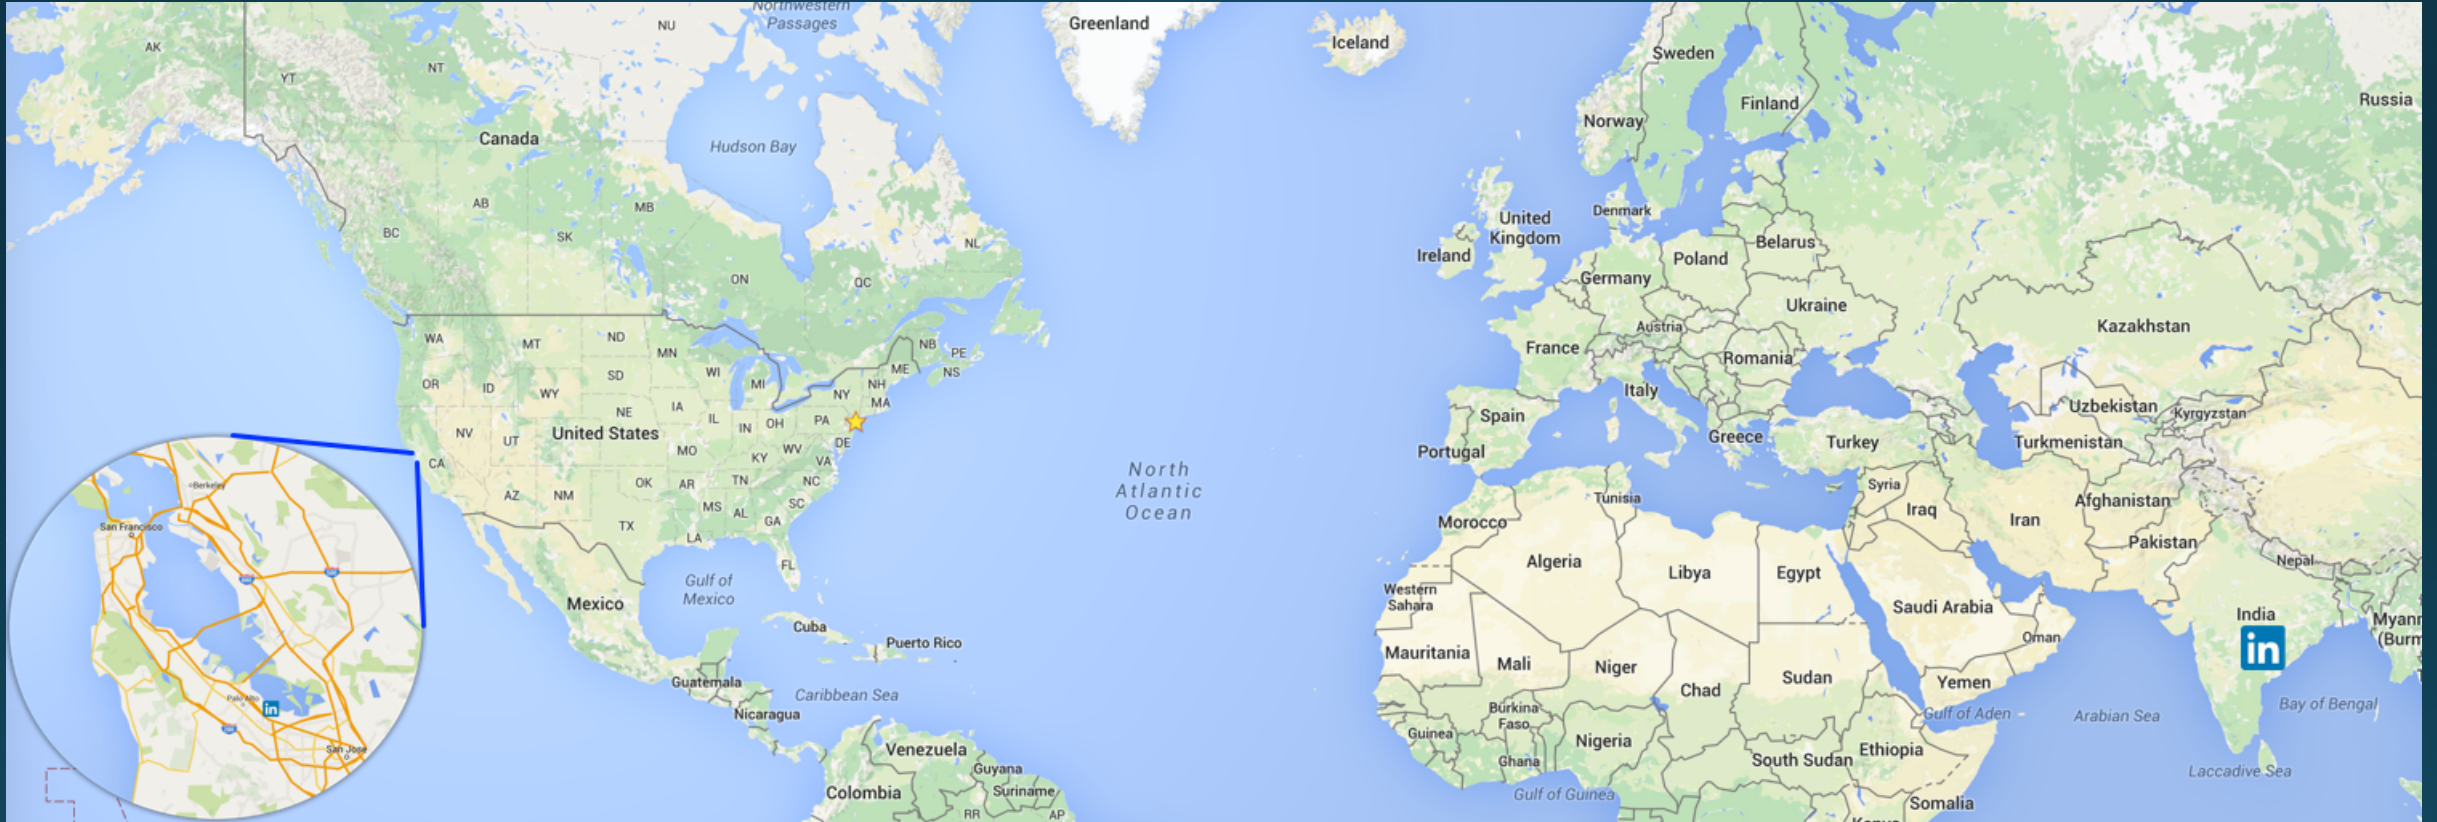 Northwestern
Passages
NU
Greenland
AK
Iceland
Sweden
NT
YT
Finland
Russia
Norway
Canada
Hudson Bay
AB
MB
Denmark
United
Kingdom
BC
SK
NL
Belarus
Ireland
Poland
ON
QC
Germany
Ukraine
Austria
Kazakhstan
WA
MT
ND
NB
PE
MN
France
Romania
ME
NS
WI
SD
OR
ID
WY
MI
NH
NY
MA
Italy
Uzbekistan
Kyrgyzstan
NE
IA
IL
IN
OH
PA
Spain
NV
UT
United States
DE
Greece
Turkey
Turkmenistan
MO
KY
WV
VA
Portugal
CA
North
Atlantic
Ocean
OK
AR
TN
NC
AZ
NM
Syria
Tunisia
Afghanistan
MS
AL
SC
GA
Iraq
Iran
Morocco
TX
LA
Pakistan
FL
Algeria
Libya
Egypt
Nepal
Gulf of
Mexico
Western
Sahara
Mexico
Saudi Arabia
India
Cuba
Puerto Rico
Oman
Myanm
(Burm
in
Mauritania
Mali
Niger
Sudan
Guatemala
Caribbean Sea
Chad
Yemen
Nicaragua
Burkina
Faso
Gulf of Aden
Arabian Sea
Bay of Bengal
Guinea
Nigeria
Venezuela
Ethiopia
South Sudan
Ghana
Guyana
Laccadive Sea
Suriname
Colombia
Gulf of Guinea
Somalia
RR
AP
Kenya
Berkeley
San Francisco
Palo Alto
in
San Jose